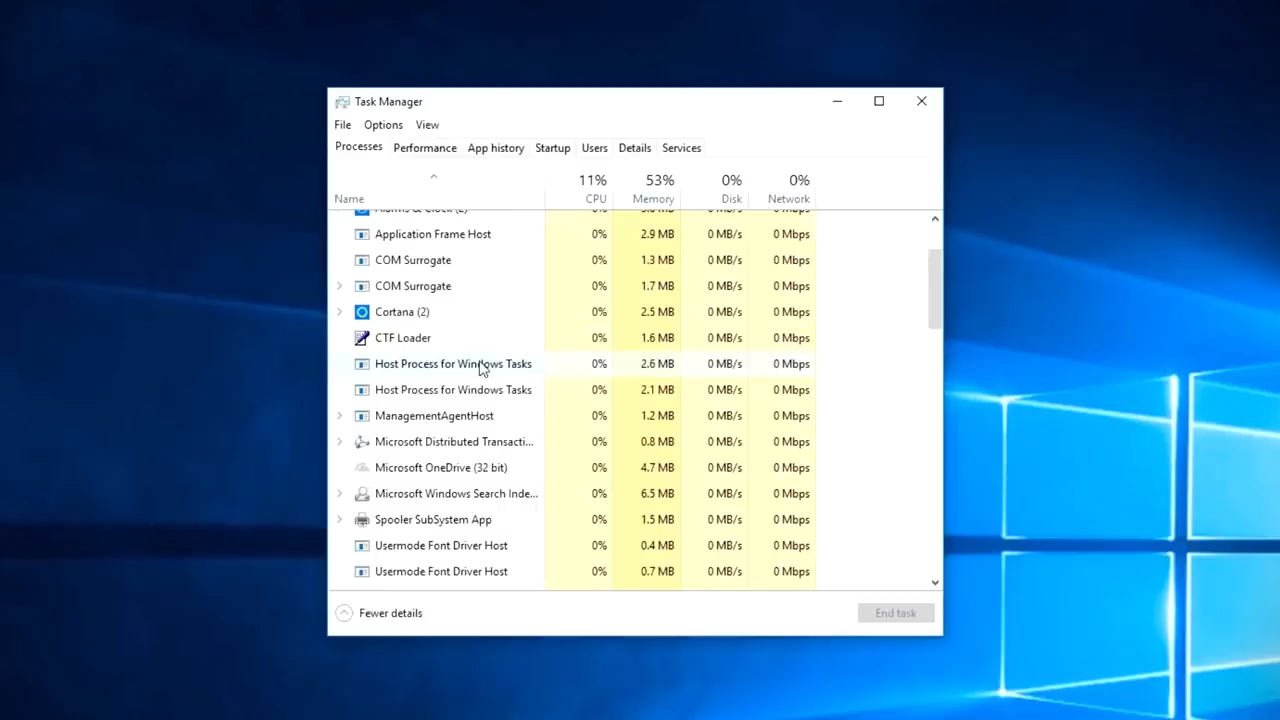 Task Manager
File Options View
Processes Performance App history Startup Users Details Services
11% 53% 0% 0%
Name CPU Memory Disk Network
Alarms & Clock (2) 0% 0 MB/s 0 Mbps
Application Frame Host 0% 2.9 MB 0 MB/s 0 Mbps
COM Surrogate 0% 1.3 MB 0 MB/s 0 Mbps
COM Surrogate 0% 1.7 MB 0 MB/s 0 Mbps
Cortana (2) 0% 2.5 MB 0 MB/s 0 Mbps
CTF Loader 0% 1.6 MB 0 MB/s 0 Mbps
Host Process for Windows Tasks 0% 2.6 MB 0 MB/s 0 Mbps
Host Process for Windows Tasks 0% 2.1 MB 0 MB/s 0 Mbps
ManagementAgentHost 0% 1.2 MB 0 MB/s 0 Mbps
Microsoft Distributed Transacti... 0% 0.8 MB 0 MB/s 0 Mbps
Microsoft OneDrive (32 bit) 0% 4.7 MB 0 MB/s 0 Mbps
Microsoft Windows Search Inde... 0% 6.5 MB 0 MB/s 0 Mbps
Spooler SubSystem App 0% 1.5 MB 0 MB/s 0 Mbps
Usermode Font Driver Host 0% 0.4 MB 0 MB/s 0 Mbps
Usermode Font Driver Host 0% 0.7 MB 0 MB/s 0 Mbps
Fewer details End task